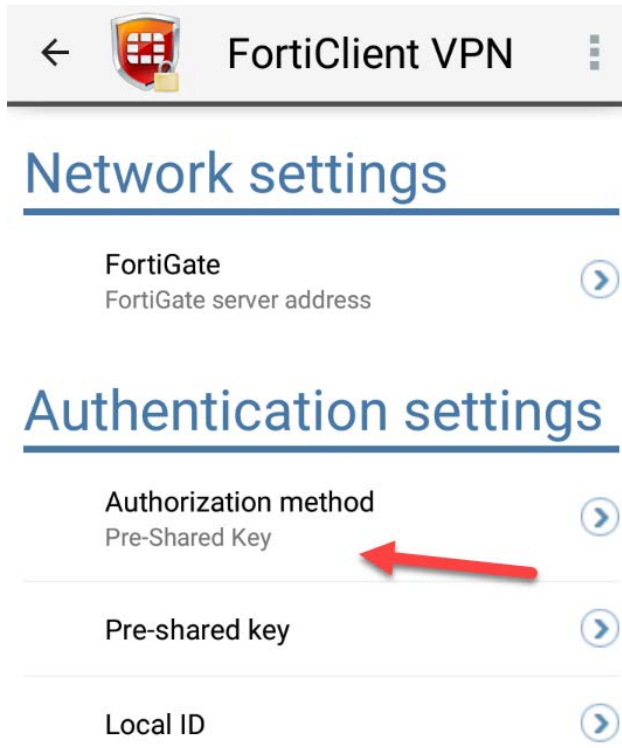 FortiClient VPN
Network settings
FortiGate
FortiGate server address
Authentication settings
Authorization method
Pre-Shared Key
Pre-shared key
Local ID